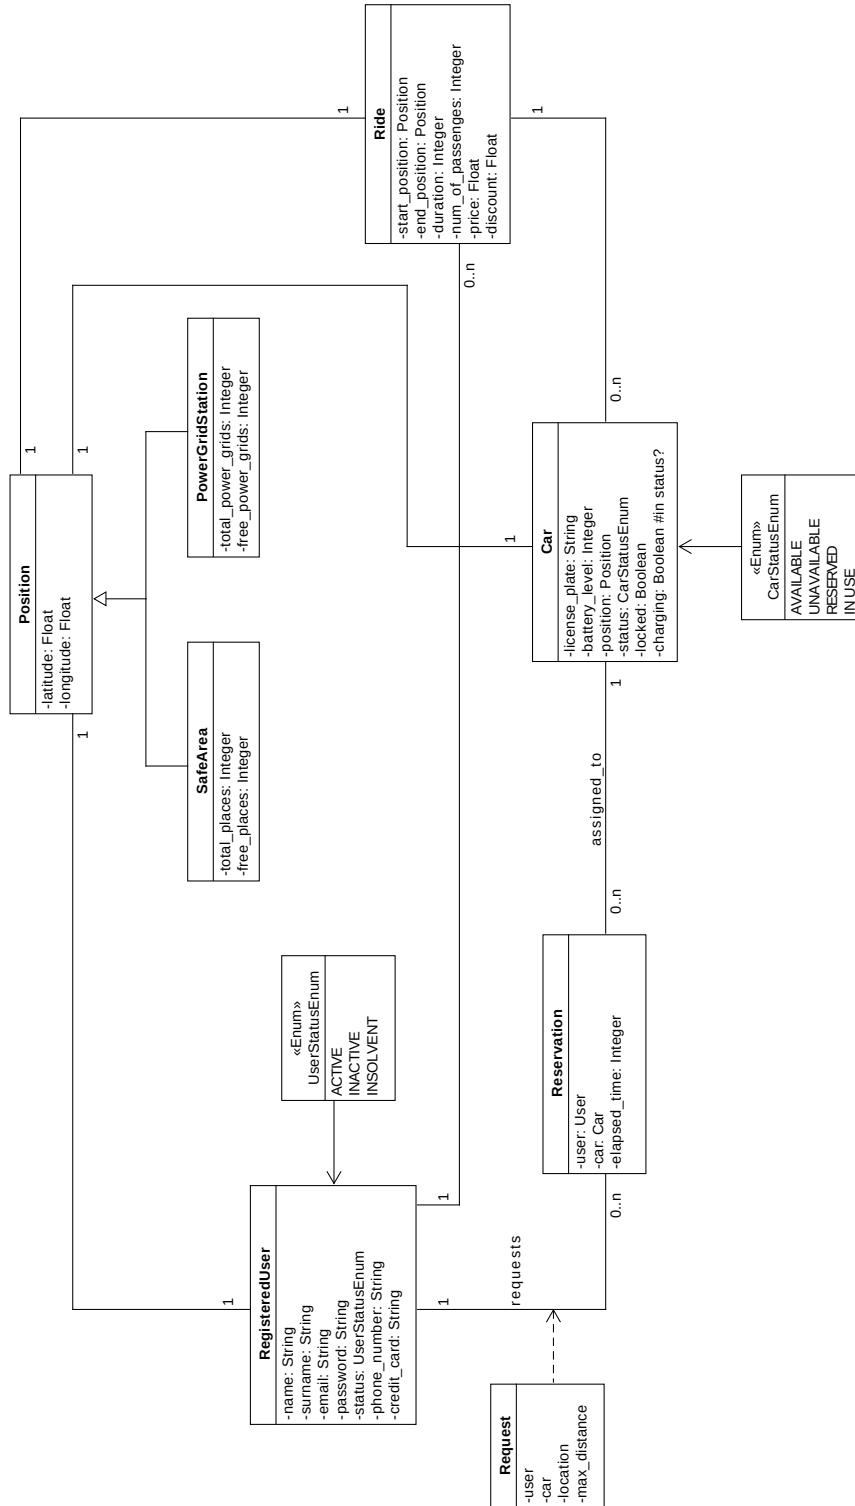 Position
-latitude: Float
-longitude: Float
1
1
1
Ride
-start_position: Position
-end_position: Position
-duration: Integer
-num_of_passenges: Integer
-price: Float
-discount: Float
1
1
0..n
PowerGridStation
-total_power_grids: Integer
-free_power_grids: Integer
SafeArea
-total_places: Integer
-free_places: Integer
«Enum»
UserStatusEnum
ACTIVE
INACTIVE
INSOLVENT
RegisteredUser
-name: String
-surname: String
-email: String
-password: String
-status: UserStatusEnum
-phone_number: String
-credit_card: String
1
1
1
requests
Request
-user
-car
-location
-max_distance
Reservation
-user: User
-car: Car
-elapsed_time: Integer
0..n
0..n
assigned_to
Car
-license_plate: String
-battery_level: Integer
-position: Position
-status: CarStatusEnum
-locked: Boolean
-charging: Boolean #in status?
1
1
0..n
«Enum»
CarStatusEnum
AVAILABLE
UNAVAILABLE
RESERVED
IN USE